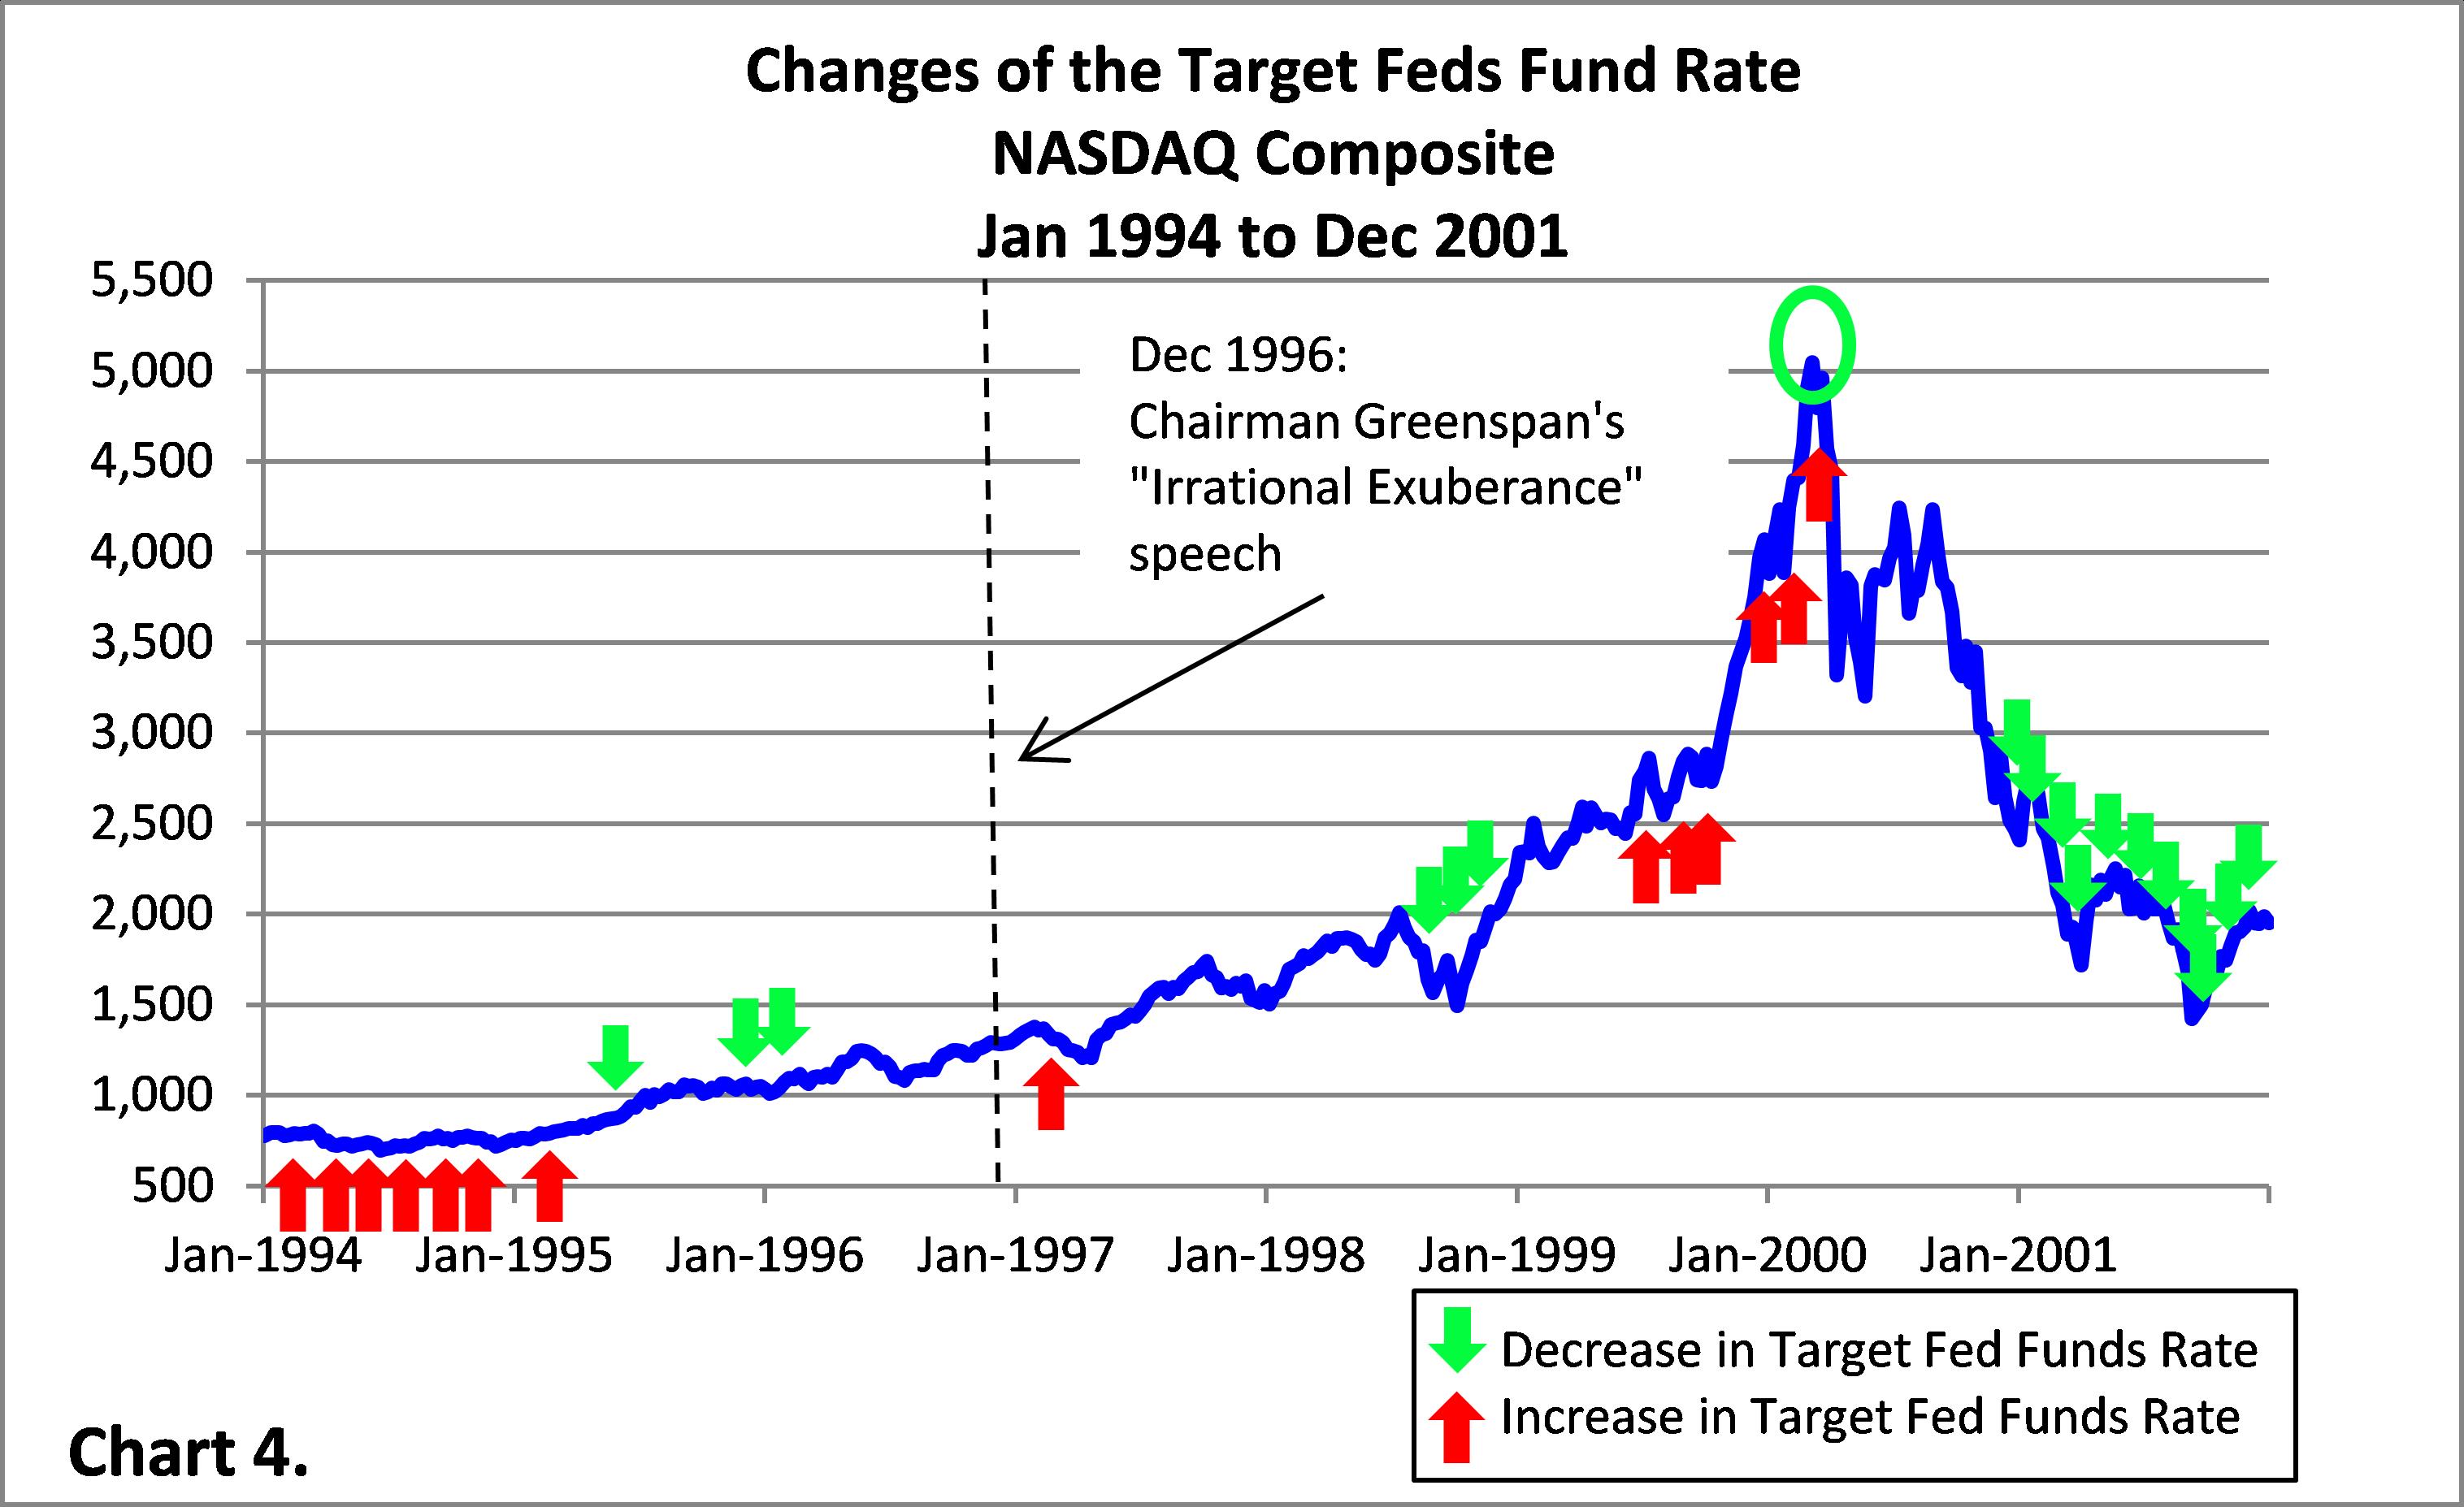 Changes of the Target Feds Fund Rate
NASDAQ Composite
Jan 1994 to Dec 2001
5,500
5,000
4,500
4,000
3,500
3,000
2,500
2,000
1,500
1,000
500
Dec 1996:
Chairman Greenspan's
"Irrational Exuberance"
speech
Jan-1994 Jan-1995 Jan-1996 Jan-1997 Jan-1998 Jan-1999 Jan-2000 Jan-2001
Decrease in Target Fed Funds Rate
Increase in Target Fed Funds Rate
Chart 4.